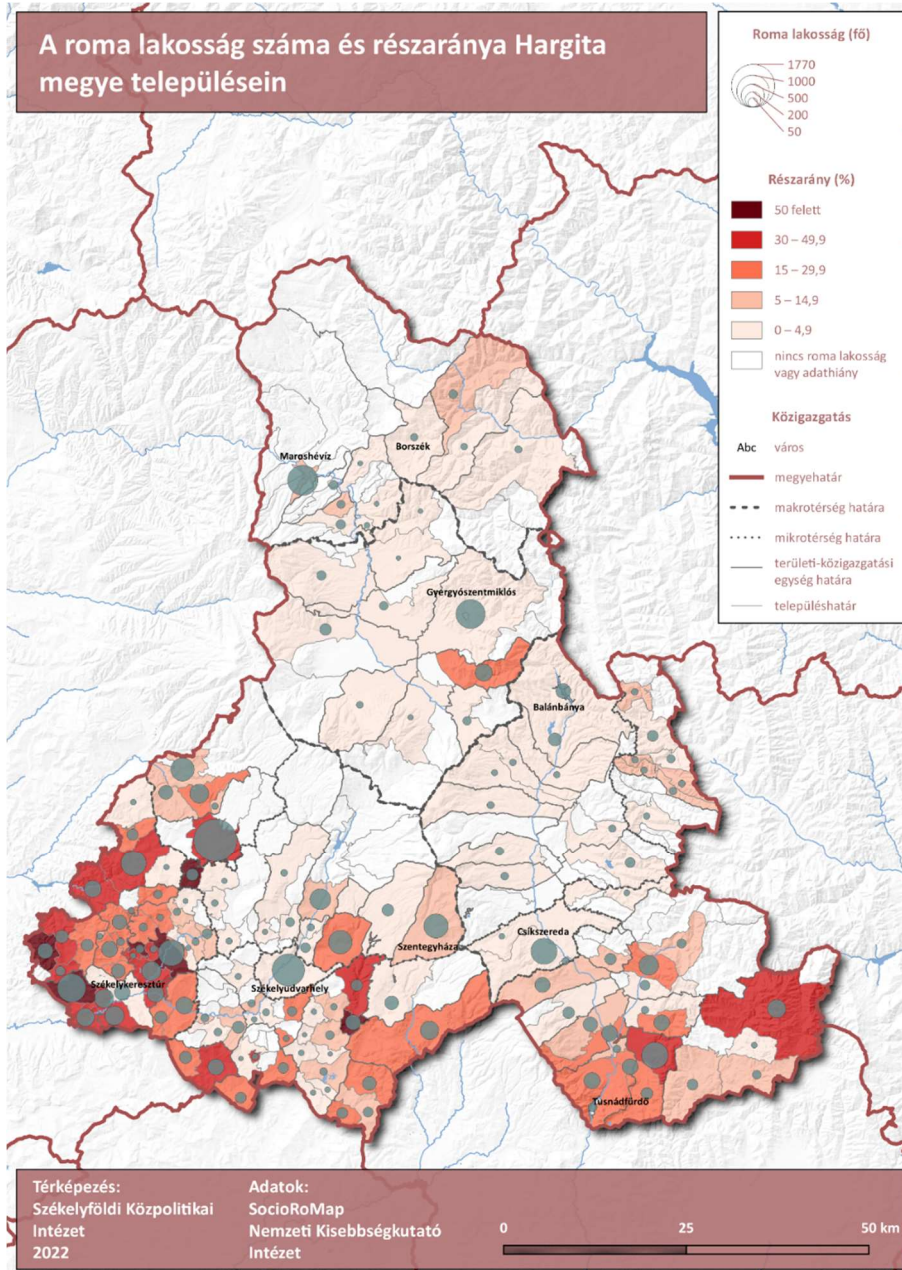 A roma lakosság száma és részaránya Hargita
megye településein
Roma lakosság (fő)
1770
1000
500
200
50
Részarány (%)
50 felett
30 – 49,9
15 – 29,9
5 – 14,9
0 – 4,9
nincs roma lakosság
vagy adathiány
Közigazgatás
Abc város
megyehatár
makrotérség határa
mikrotérség határa
területi-közigazgatási
egység határa
településhatár
Borszék
Maroshévíz
Gyergyószentmiklós
Balánbánya
Csíkszereda
Szentegyháza
Székelyudvarhely
Székelykeresztúr
Tusnádfürdő
Térképezés:
Székelyföldi Közpolitikai
Intézet
2022
Adatok:
SocioRoMap
Nemzeti Kisebbségkutató
Intézet
0 25 50 km